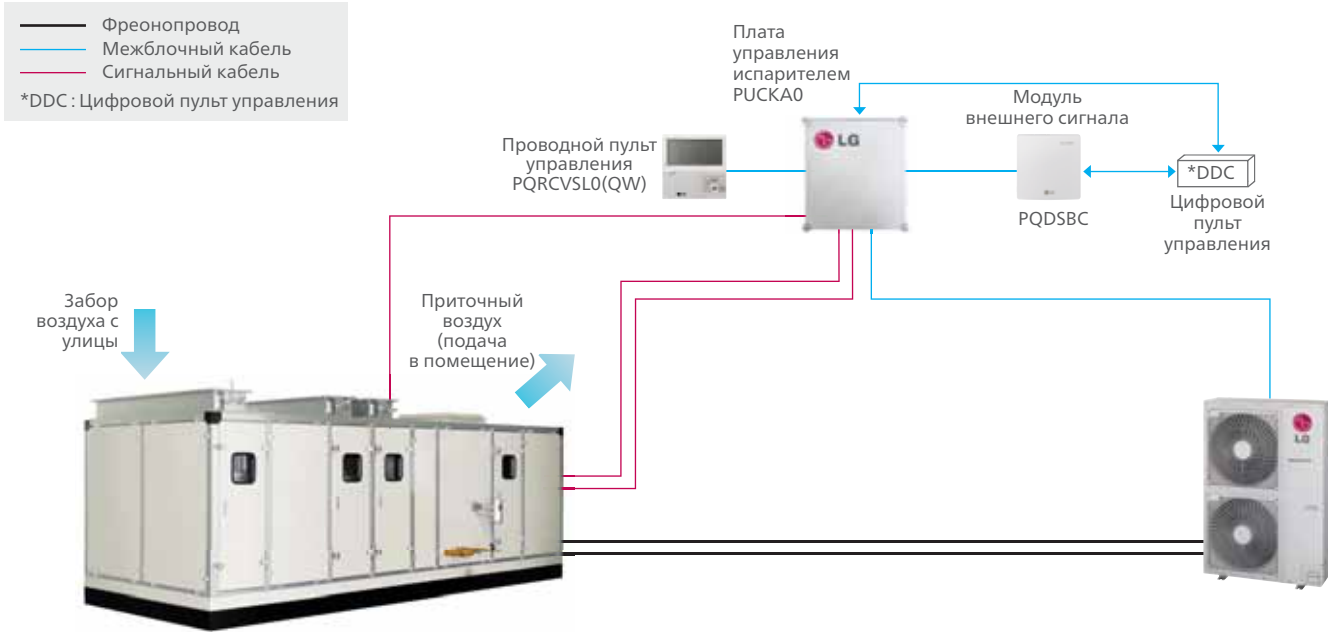 Фреонопровод
Межблочный кабель
Сигнальный кабель
*DDC : Цифровой пульт управления
Плата
управления
испарителем
PUCKA0
Модуль
внешнего сигнала
Проводной пульт
управления
PQRCVSL0(QW)
LG
*DDC
PQDSBC
Цифровой
пульт
управления
Забор
воздуха с
улицы
Приточный
воздух
(подача
в помещение)
LG